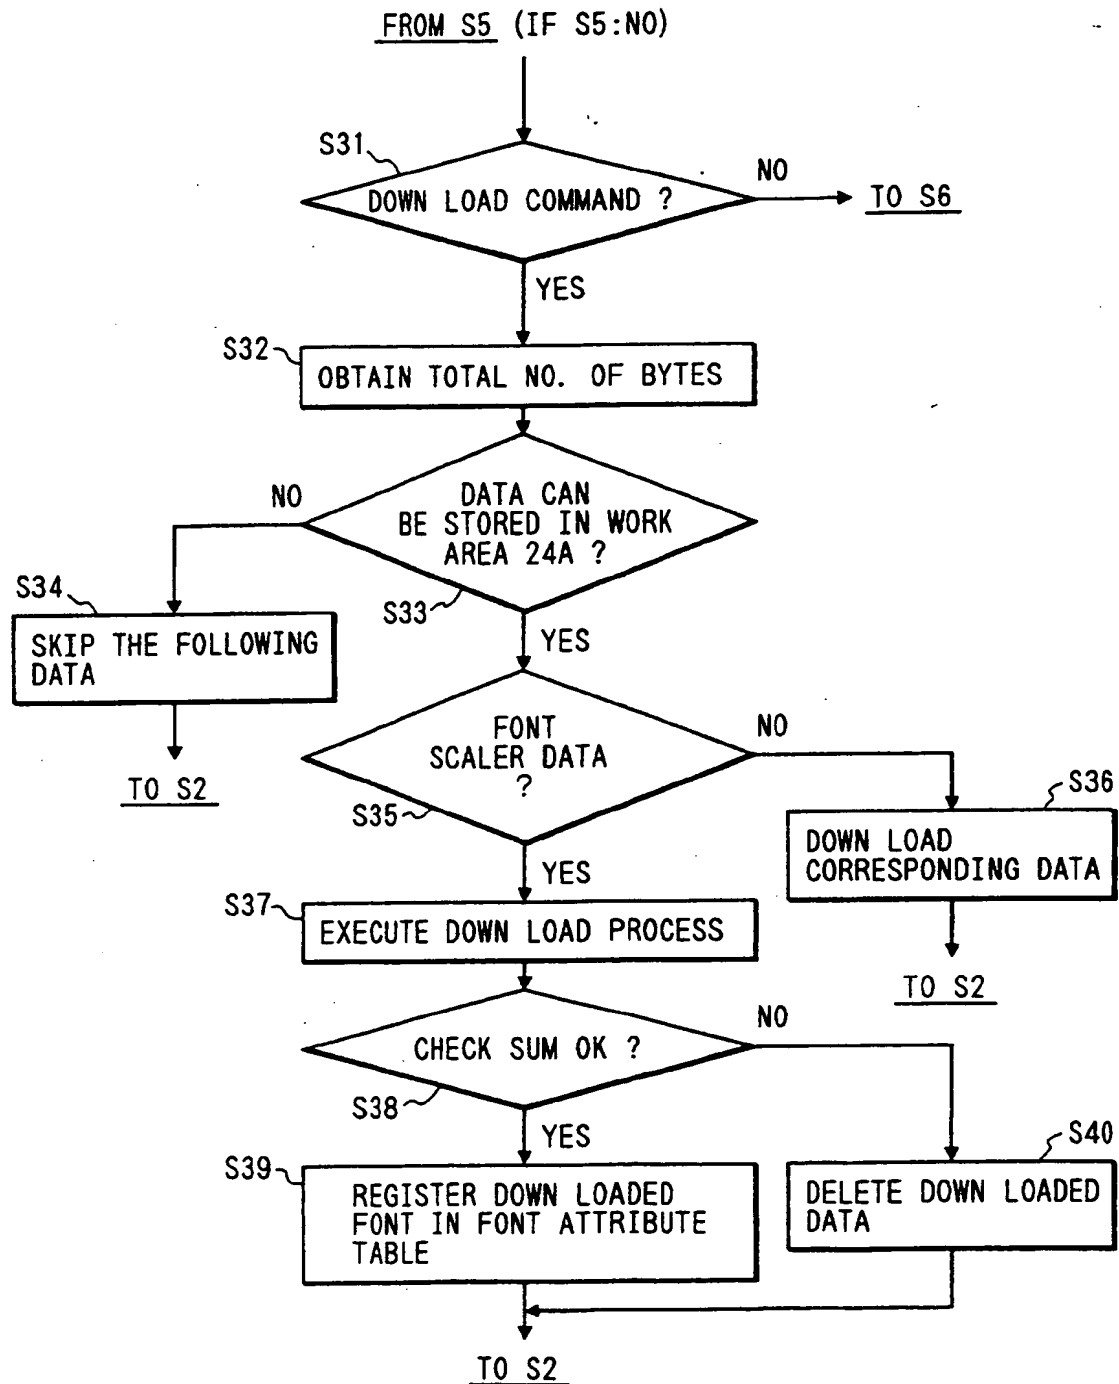 FROM S5 (IF S5:NO)
S31
DOWN LOAD COMMAND ?
NO
TO S6
YES
S32
OBTAIN TOTAL NO. OF BYTES
NO
DATA CAN
BE STORED IN WORK
AREA 24A ?
S33
S34
SKIP THE FOLLOWING
DATA
TO S2
YES
FONT
SCALER DATA
?
S35
NO
S36
DOWN LOAD
CORRESPONDING DATA
TO S2
YES
S37
EXECUTE DOWN LOAD PROCESS
CHECK SUM OK ?
S38
NO
S40
DELETE DOWN LOADED
DATA
YES
S39
REGISTER DOWN LOADED
FONT IN FONT ATTRIBUTE
TABLE
TO S2